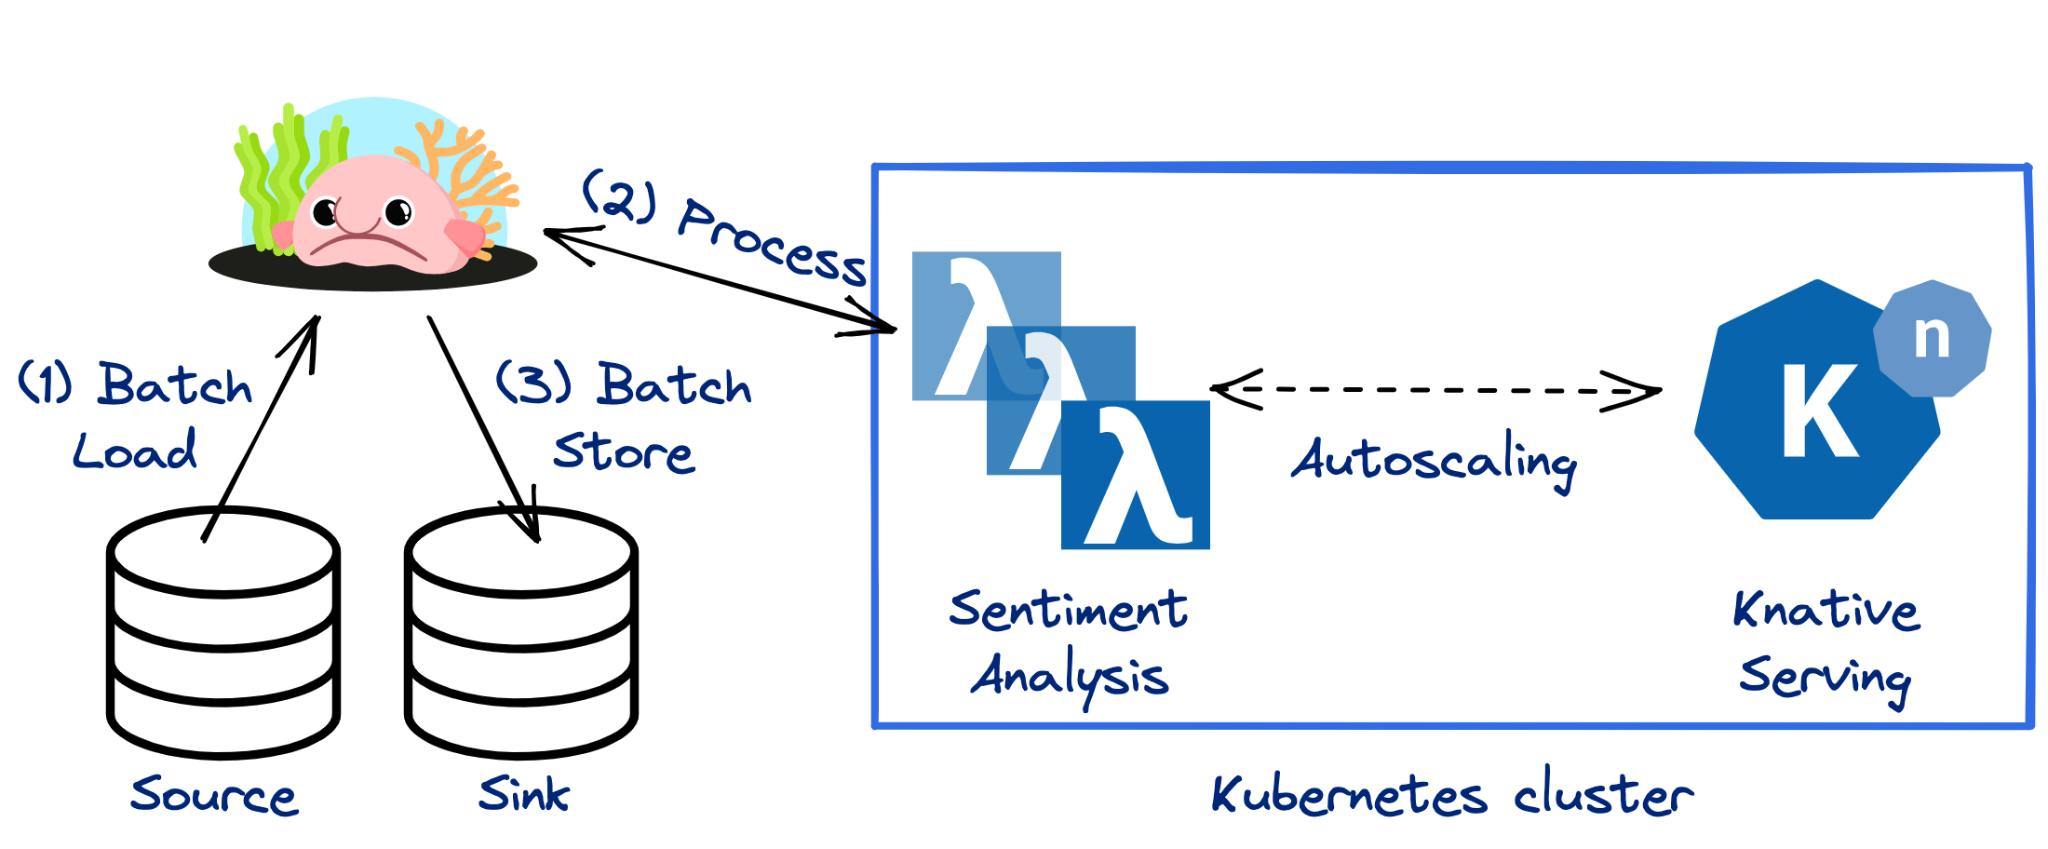 (2) Process
(1) Batch
Load
(3) Batch
Store
λ
λ
λ
Autoscaling
K
n
Sentiment
Analysis
Knative
Serving
Source
Sink
Kubernetes cluster